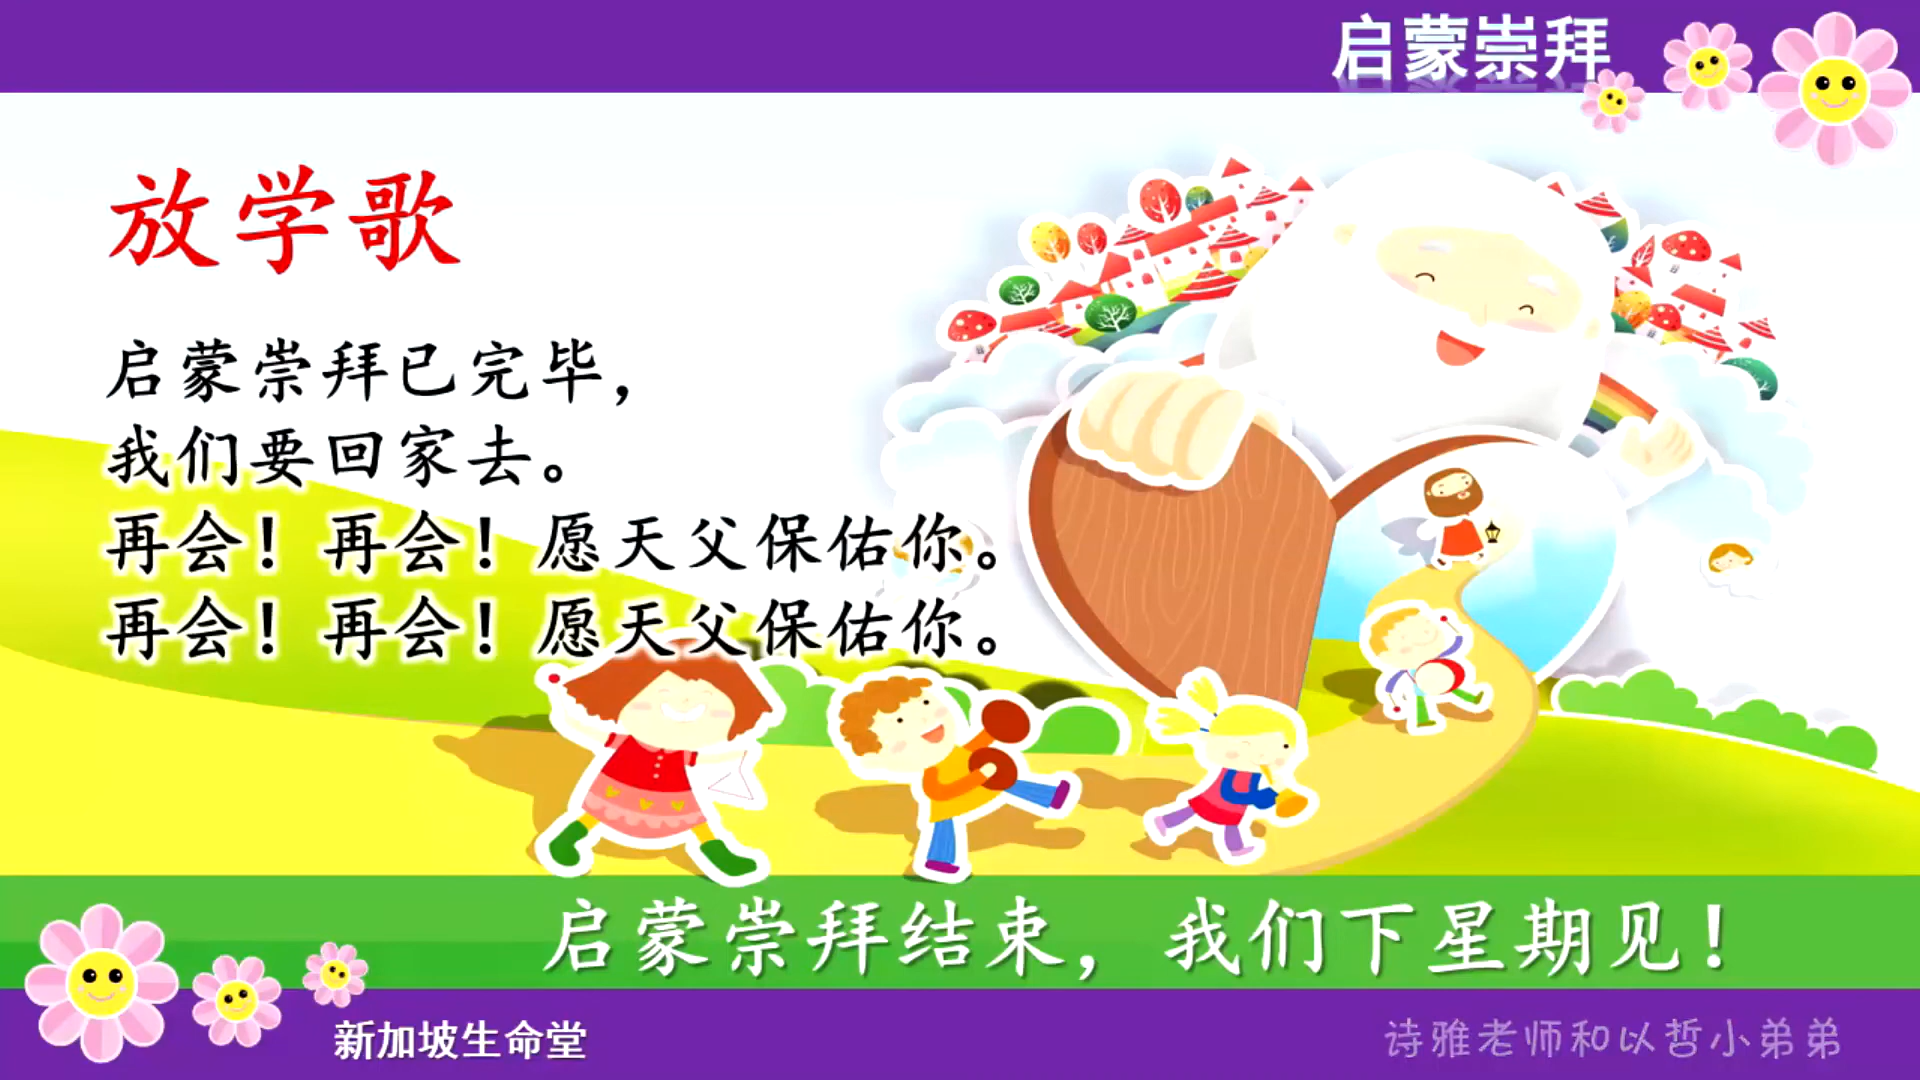 启蒙崇拜
放学歌
启蒙崇拜已完毕，
我们要回家去。
再会！再会！愿天父保佑你。
再会！再会！愿天父保佑你。
启蒙崇拜结束，我们下星期见！
新加坡生命堂
诗雅老师和以哲小弟弟